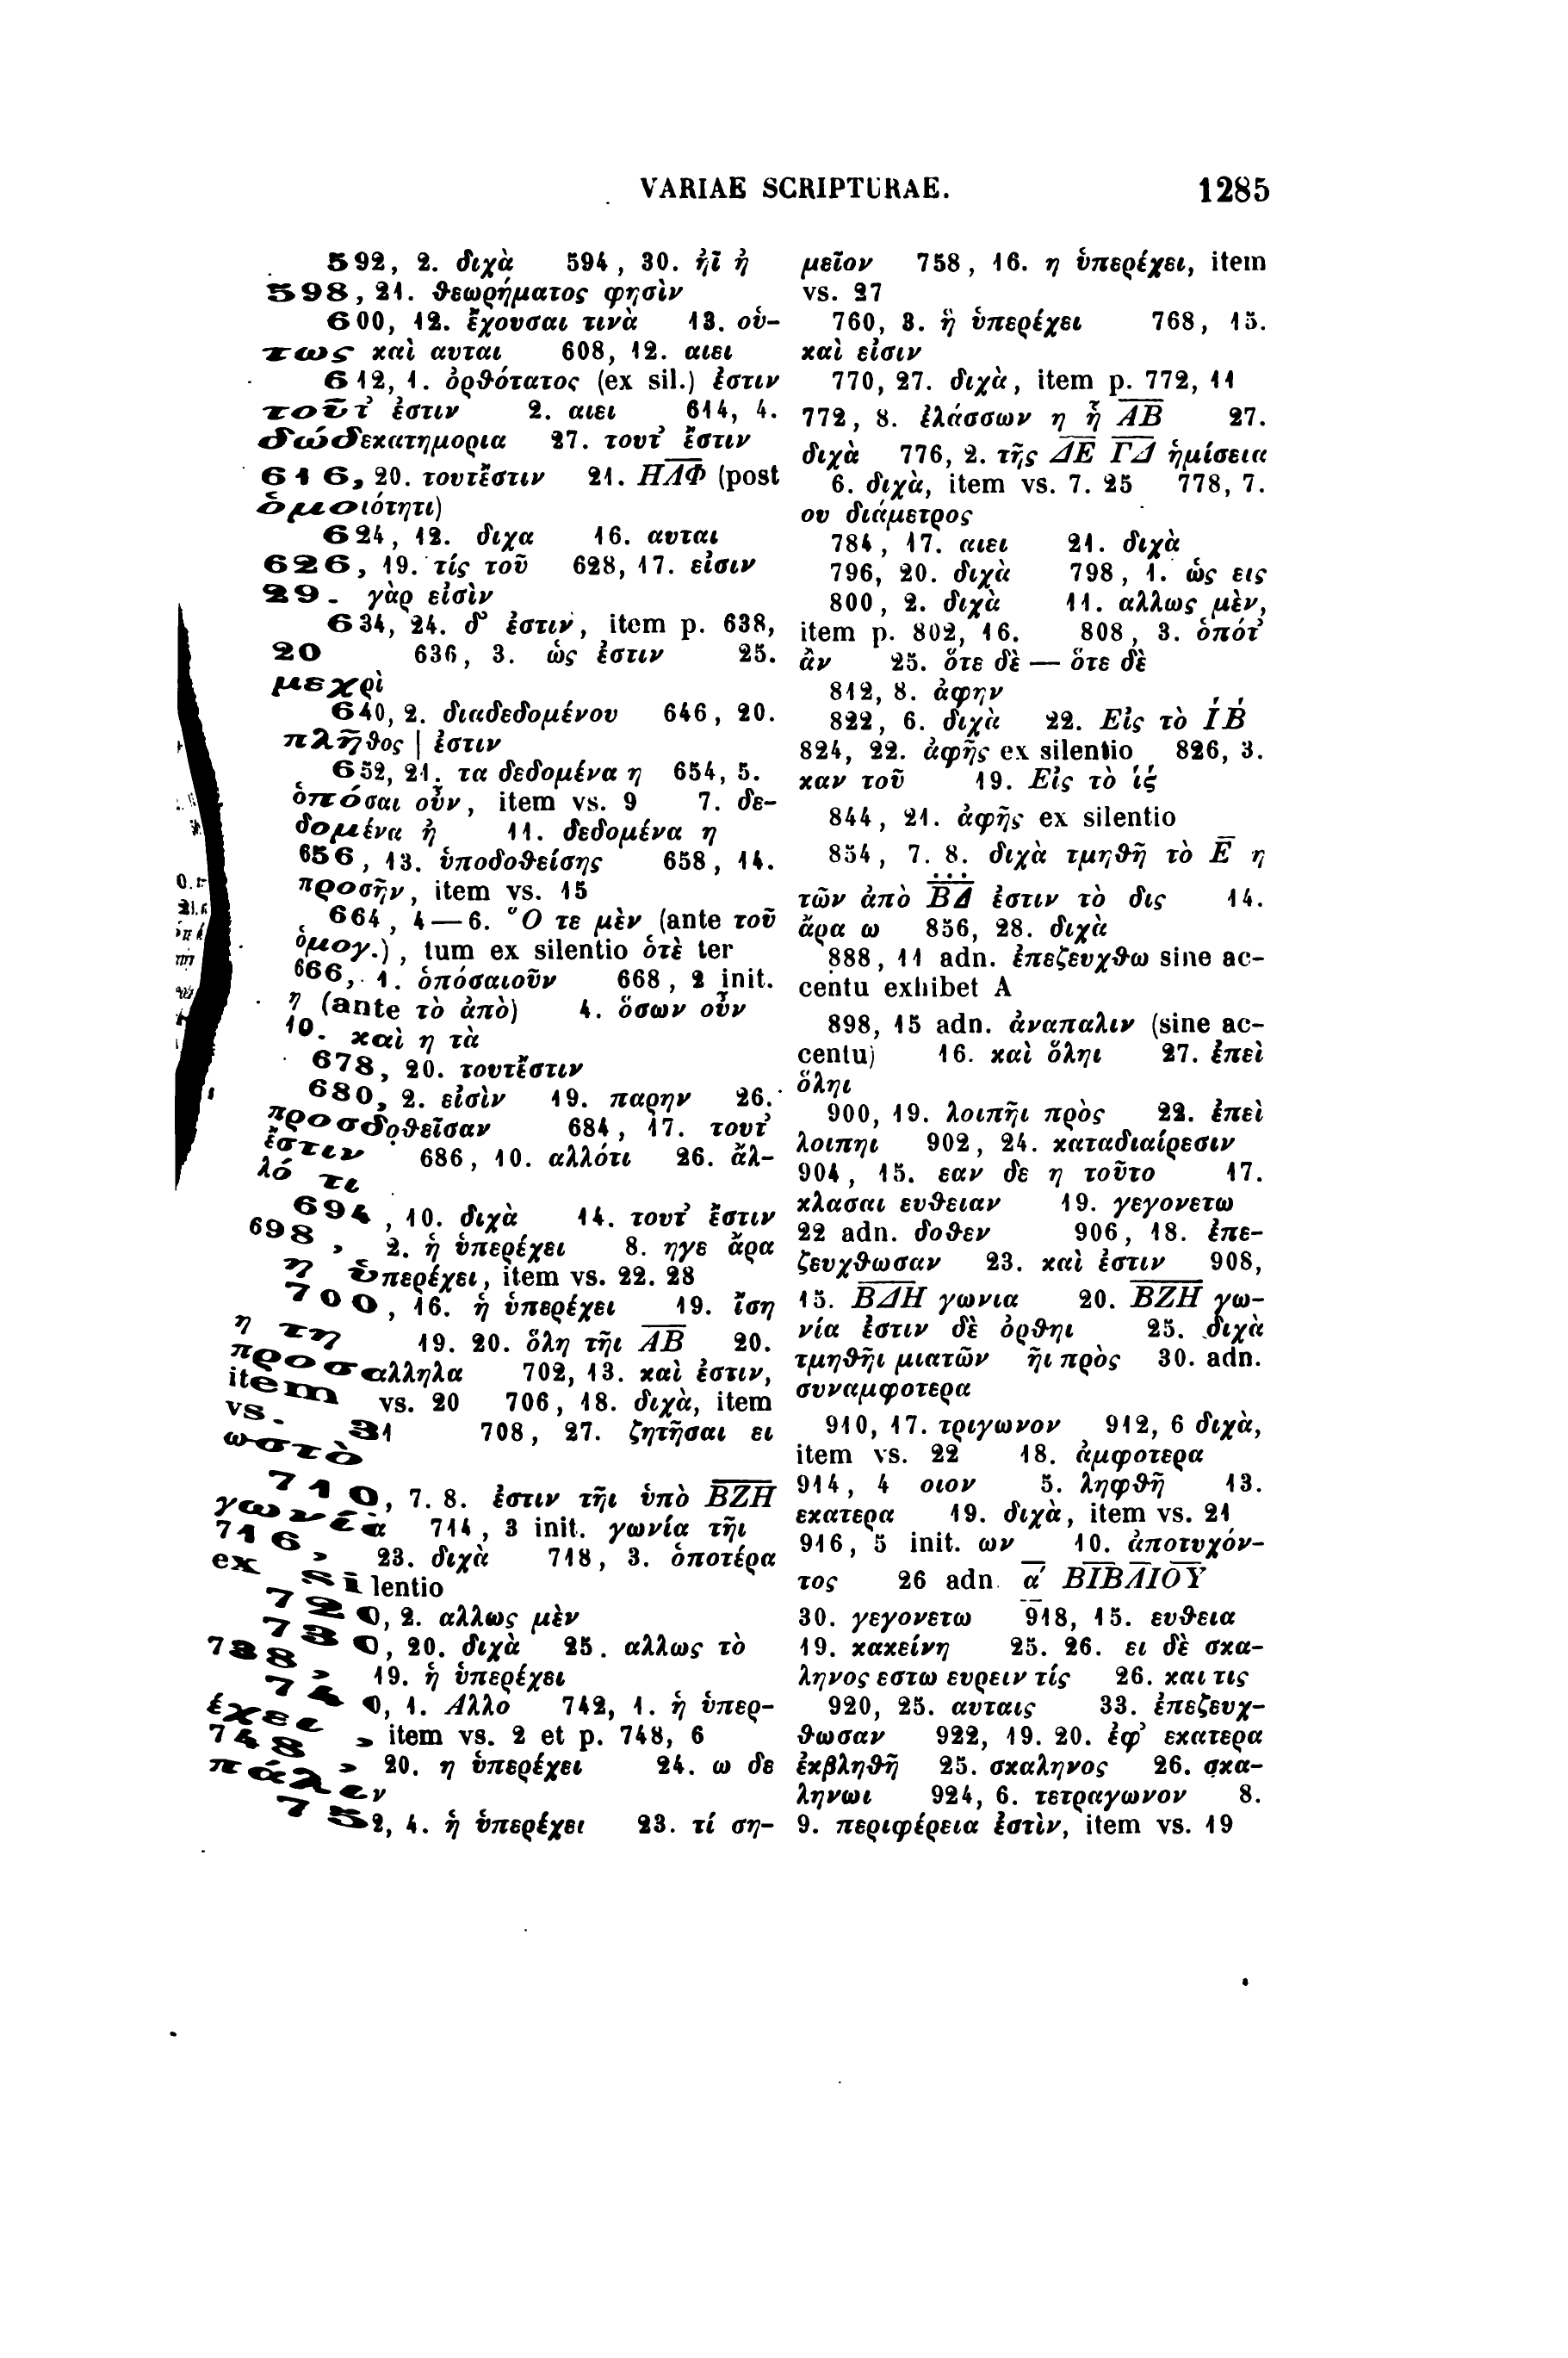 VARIAE SCRIPTURAE. 1285
592, 2. διχὰ 594, 30. ἠῒ ἠ
598, 21. θεωρήματος φησὶν
600, 12. ἔχουσαι τινὰ 13. οὑ-
τως καὶ αυται 608, 12. αιει
612, 1. ὀρθότατος (ex sil.) ἐστιν
τοῦτ᾽ ἐστιν 2. αιει 614, 4.
δώδεκατημορια 27. τουτ᾽ ἔστιν
616, 20. τουτἔστιν 21. ΗΛΦ (post
ὁμοιότητι)
624, 12. διχα 16. αυται
626, 19. τίς τοῦ 628, 17. εἰσιν
29. γὰρ εἰσὶν
634, 24. δ᾽ ἐστιν, item p. 638,
20 636, 3. ὡς ἐστιν 25.
μεχρὶ
640, 2. διαδεδομένου 646, 20.
πλῆθος | ἐστιν
652, 21. τα δεδομένα η 654, 5.
ὁπόσαι οὖν, item vs. 9 7. δε-
δομένα ἠ 11. δεδομένα η
656, 13. ὑποδοθείσης 658, 14.
προσῆν, item vs. 15
664, 4—6. Ὅ τε μὲν (ante τοῦ
ὁμογ.), tum ex silentio ὁτὲ ter
666, 1. ὁπόσαιοῦν 668, 2 init.
η (ante τὸ ἀπὸ) 4. ὅσων οὖν
10. καὶ η τὰ
678, 20. τουτἔστιν
680, 2. εἰσὶν 19. παρην 26.
προσδοθεῖσαν 684, 17. τουτ᾽
ἔστιν 686, 10. αλλότι 26. ἄλ-
λό τι
694, 10. διχὰ 14. τουτ᾽ ἔστιν
698, 2. ἡ ὑπερέχει 8. ηγε ἄρα
η ὑπερέχει, item vs. 22. 28
700, 16. ἡ ὑπερέχει 19. ἴση
η τη 19. 20. ὅλη τῆι ΑΒ 20.
προσαλληλα 702, 13. καὶ ἐστιν,
item vs. 20 706, 18. διχὰ, item
vs. 31 708, 27. ζητῆσαι ει
ωστὸ
710, 7. 8. ἐστιν τῆι ὑπὸ ΒΖΗ
γωνία 714, 3 init. γωνία τῆι
716, 23. διχὰ 718, 3. ὁποτέρα
ex silentio
720, 2. αλλως μὲν
730, 20. διχὰ 25. αλλως τὸ
738, 19. ἡ ὑπερέχει
740, 1. Αλλο 742, 1. ἡ ὑπερ-
έχει, item vs. 2 et p. 748, 6
748, 20. η ὑπερέχει 24. ω δε
πάλιν
752, 4. ἡ ὑπερέχει 23. τί ση-
μεῖον 758, 16. η ὑπερέχει, item
vs. 27
760, 3. ἢ ὑπερέχει 768, 15.
καὶ εἰσιν
770, 27. διχὰ, item p. 772, 11
772, 8. ἐλάσσων η ἦ ΑΒ 27.
διχὰ 776, 2. τῆς ΔΕ ΓΔ ἡμίσεια
6. διχὰ, item vs. 7. 25 778, 7.
ου διάμετρος
784, 17. αιει 21. διχὰ
796, 20. διχὰ 798, 1. ὡς εις
800, 2. διχὰ 11. αλλως μὲν,
item p. 802, 16. 808, 3. ὁπότ᾽
ἂν 25. ὅτε δὲ — ὅτε δὲ
812, 8. ἀφην
822, 6. διχὰ 22. Εἰς τὸ ΙΒ
824, 22. ἀφῆς ex silentio 826, 3.
καν τοῦ 19. Εἰς τὸ ις
844, 21. ἀφῆς ex silentio
854, 7. 8. διχὰ τμηθῆ τὸ Ε η
τῶν ἀπὸ ΒΔ ἐστιν τὸ δις 14.
ἄρα ω 856, 28. διχὰ
888, 11 adn. ἐπεζευχθω sine ac-
centu exhibet A
898, 15 adn. ἀναπαλιν (sine ac-
centu) 16. καὶ ὅληι 27. ἐπεὶ
ὅληι
900, 19. λοιπῆι πρὸς 22. ἐπεὶ
λοιπηι 902, 24. καταδιαίρεσιν
904, 15. εαν δε η τοῦτο 17.
κλασαι ευθειαν 19. γεγονετω
22 adn. δοθεν 906, 18. ἐπε-
ζευχθωσαν 23. καὶ ἐστιν 908,
15. ΒΔΗ γωνια 20. ΒΖΗ γω-
νία ἐστιν δὲ ὀρθηι 25. διχὰ
τμηθῆι μιατῶν ῆι πρὸς 30. adn.
συναμφοτερα
910, 17. τριγωνον 912, 6 διχὰ,
item vs. 22 18. ἀμφοτερα
914, 4 οιον 5. ληφθῆ 13.
εκατερα 19. διχὰ, item vs. 21
916, 5 init. ων 10. ἀποτυχόν-
τος 26 adn. α´ ΒΙΒΛΙΟΥ
30. γεγονετω 918, 15. ευθεια
19. κακείνη 25. 26. ει δὲ σκα-
ληνος εστω ευρειν τίς 26. και τις
920, 25. αυταις 33. ἐπεζευχ-
θωσαν 922, 19. 20. ἐφ᾽ εκατερα
ἐκβληθῆ 25. σκαληνος 26. σκα-
ληνωι 924, 6. τετραγωνον 8.
9. περιφέρεια ἐστὶν, item vs. 19